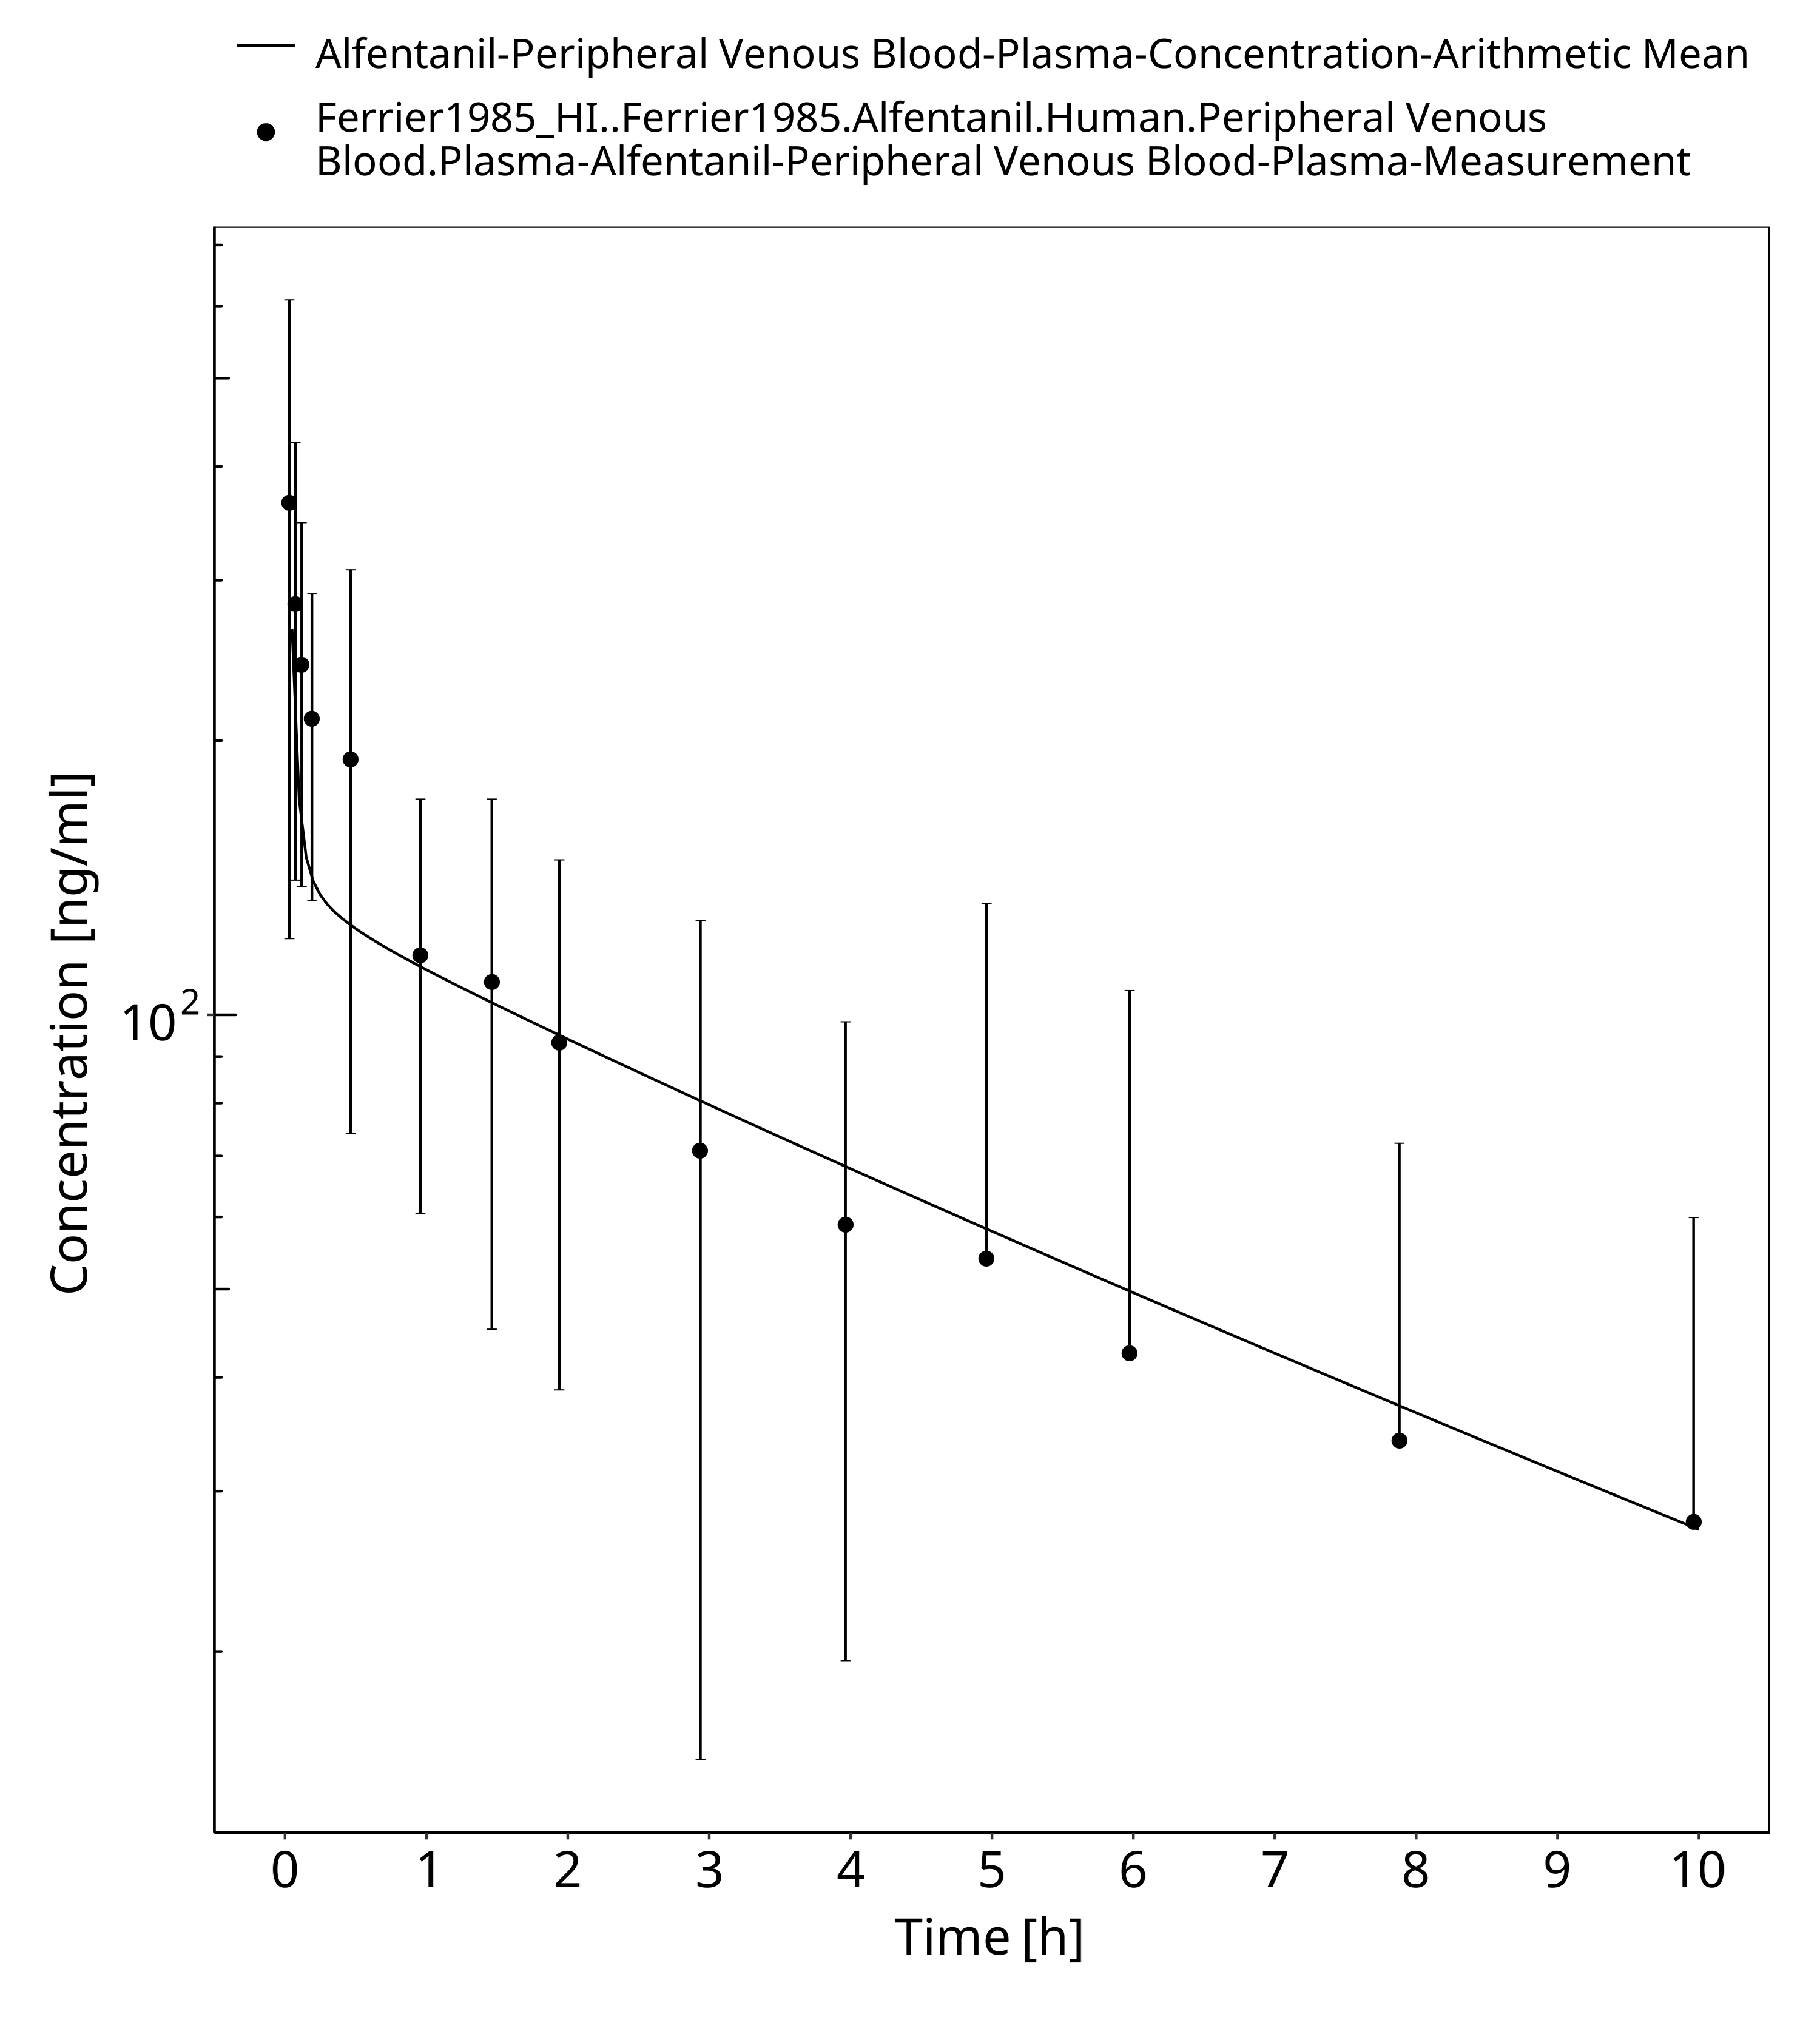 Alfentanil-Peripheral Venous Blood-Plasma-Concentration-Arithmetic Mean
Ferrier1985_HI..Ferrier1985.Alfentanil.Human.Peripheral Venous
Blood.Plasma-Alfentanil-Peripheral Venous Blood-Plasma-Measurement
Concentration [ng/ml]
10²
0 1 2 3 4 5 6 7 8 9 10
Time [h]